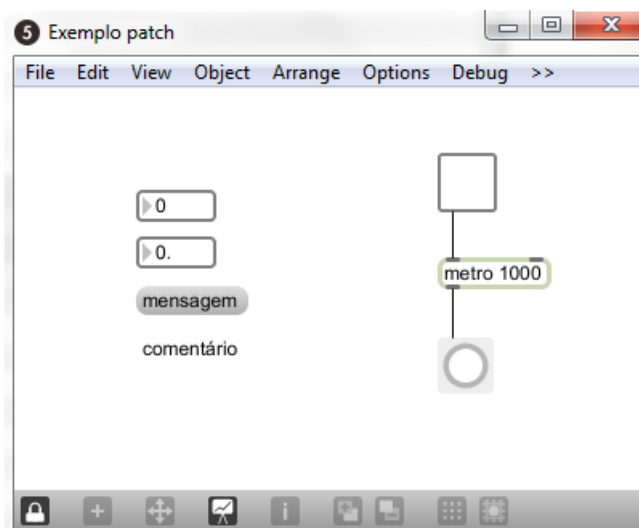 5 Exemplo patch
File Edit View Object Arrange Options Debug >>
0
0.
mensagem
comentário
metro 1000